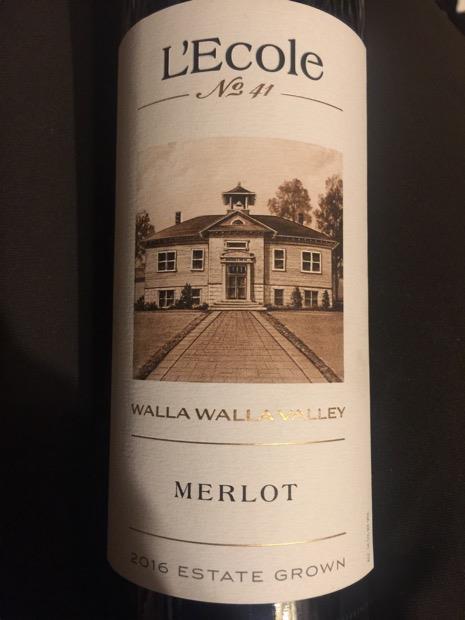 L'Ecole
No 41
WALLA WALLA VALLEY
MERLOT
2016 ESTATE GROWN